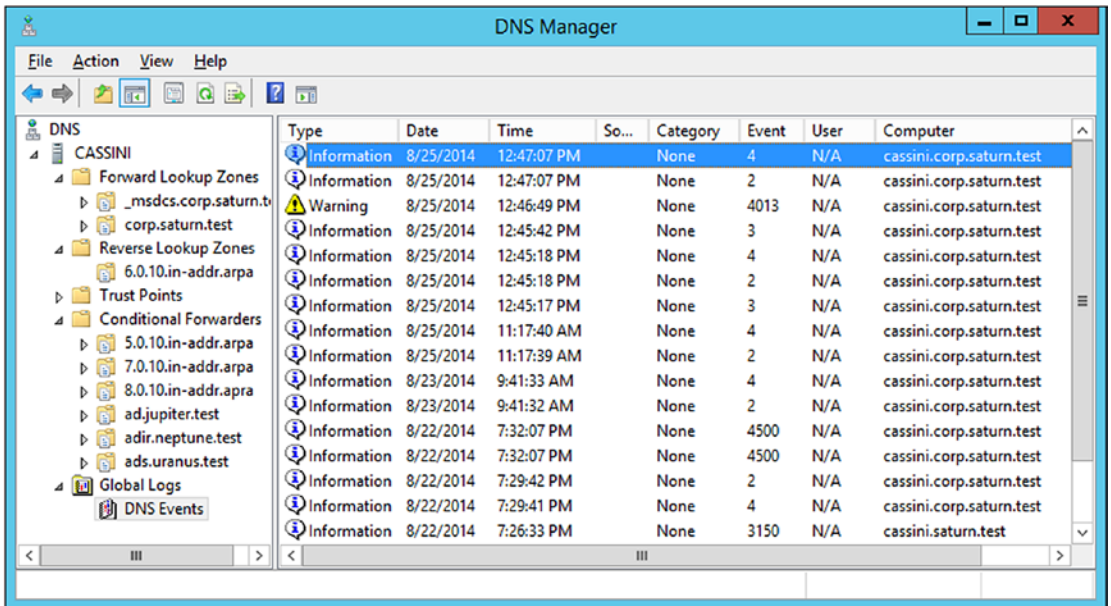 DNS Manager
File Action View Help
DNS
CASSINI
Forward Lookup Zones
_msdcs.corp.saturn.t
corp.saturn.test
Reverse Lookup Zones
6.0.10.in-addr.arpa
Trust Points
Conditional Forwarders
5.0.10.in-addr.arpa
7.0.10.in-addr.arpa
8.0.10.in-addr.apra
ad.jupiter.test
adir.neptune.test
ads.uranus.test
Global Logs
DNS Events
Type Date Time So... Category Event User Computer
Information 8/25/2014 12:47:07 PM None 4 N/A cassini.corp.saturn.test
Information 8/25/2014 12:47:07 PM None 2 N/A cassini.corp.saturn.test
Warning 8/25/2014 12:46:49 PM None 4013 N/A cassini.corp.saturn.test
Information 8/25/2014 12:45:42 PM None 3 N/A cassini.corp.saturn.test
Information 8/25/2014 12:45:18 PM None 4 N/A cassini.corp.saturn.test
Information 8/25/2014 12:45:18 PM None 2 N/A cassini.corp.saturn.test
Information 8/25/2014 12:45:17 PM None 3 N/A cassini.corp.saturn.test
Information 8/25/2014 11:17:40 AM None 4 N/A cassini.corp.saturn.test
Information 8/25/2014 11:17:39 AM None 2 N/A cassini.corp.saturn.test
Information 8/23/2014 9:41:33 AM None 4 N/A cassini.corp.saturn.test
Information 8/23/2014 9:41:32 AM None 2 N/A cassini.corp.saturn.test
Information 8/22/2014 7:32:07 PM None 4500 N/A cassini.corp.saturn.test
Information 8/22/2014 7:32:07 PM None 4500 N/A cassini.corp.saturn.test
Information 8/22/2014 7:29:42 PM None 2 N/A cassini.corp.saturn.test
Information 8/22/2014 7:29:41 PM None 4 N/A cassini.corp.saturn.test
Information 8/22/2014 7:26:33 PM None 3150 N/A cassini.saturn.test